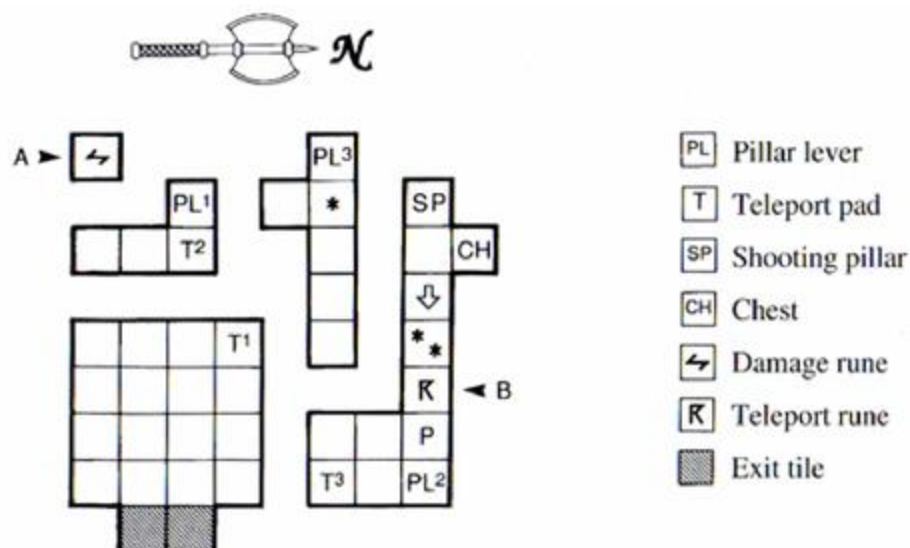 N
A PL³
PL¹ * SP
T² CH
* *
T¹
K B
P
T³ PL²
PL Pillar lever
T Teleport pad
SP Shooting pillar
CH Chest
Damage rune
K Teleport rune
Exit tile